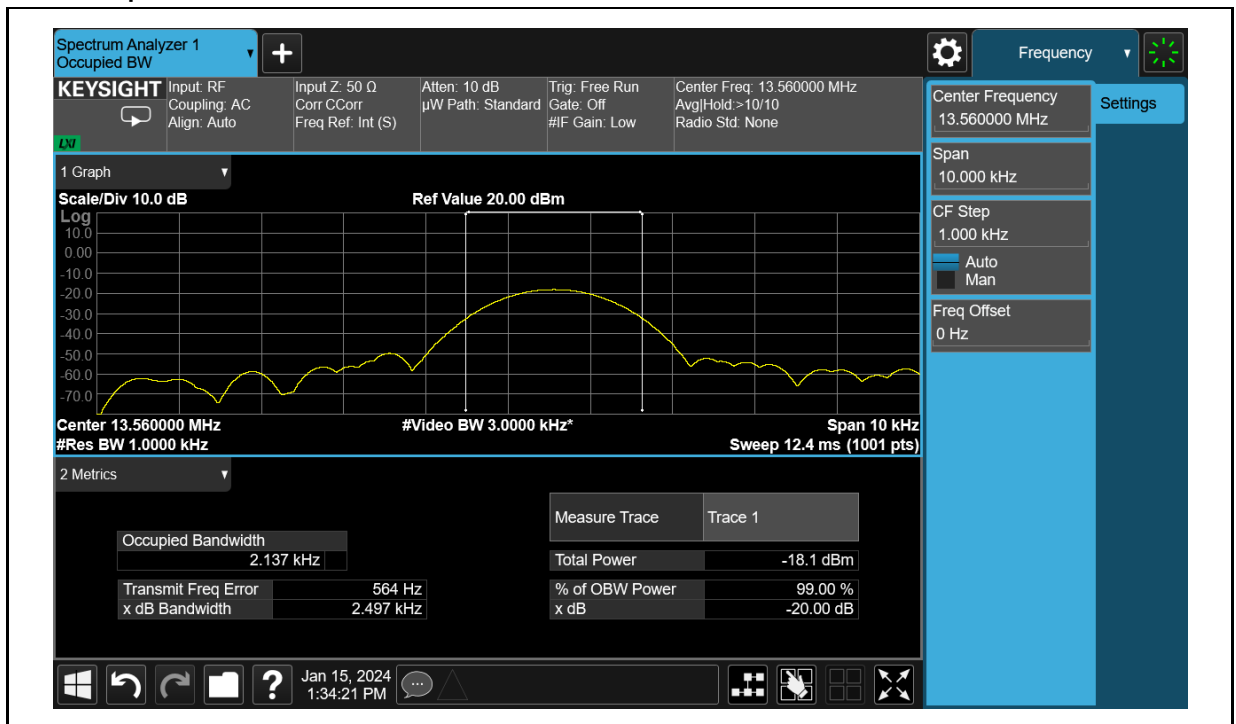 Spectrum Analyzer 1
Occupied BW
Frequency
KEYSIGHT
LXI
Input: RF
Coupling: AC
Align: Auto
Input Z: 50 Ω
Corr CCorr
Freq Ref: Int (S)
Atten: 10 dB
µW Path: Standard
Trig: Free Run
Gate: Off
#IF Gain: Low
Center Freq: 13.560000 MHz
Avg|Hold:>10/10
Radio Std: None
Center Frequency
13.560000 MHz
Settings
Span
10.000 kHz
CF Step
1.000 kHz
Auto
Man
Freq Offset
0 Hz
1 Graph
Scale/Div 10.0 dB
Ref Value 20.00 dBm
Log
10.0
0.00
-10.0
-20.0
-30.0
-40.0
-50.0
-60.0
-70.0
Center 13.560000 MHz
#Video BW 3.0000 kHz*
Span 10 kHz
#Res BW 1.0000 kHz
Sweep 12.4 ms (1001 pts)
2 Metrics
Measure Trace Trace 1
Occupied Bandwidth
2.137 kHz
Total Power -18.1 dBm
Transmit Freq Error 564 Hz
% of OBW Power 99.00 %
x dB Bandwidth 2.497 kHz
x dB -20.00 dB
Jan 15, 2024
1:34:21 PM